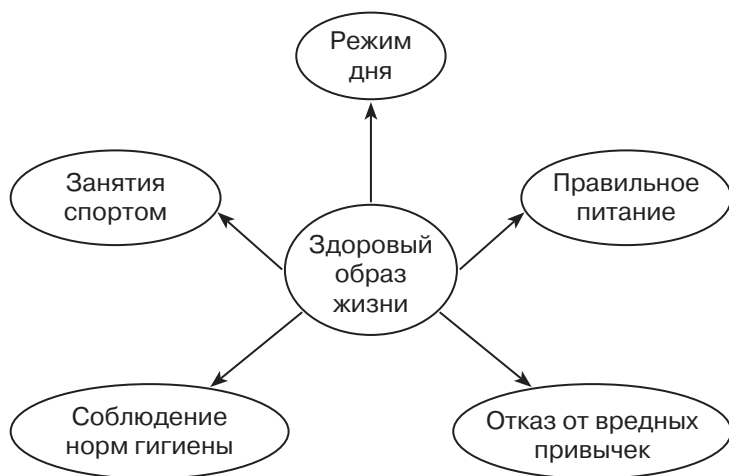 Режим
дня
Занятия
спортом
Правильное
питание
Здоровый
образ
жизни
Соблюдение
норм гигиены
Отказ от вредных
привычек